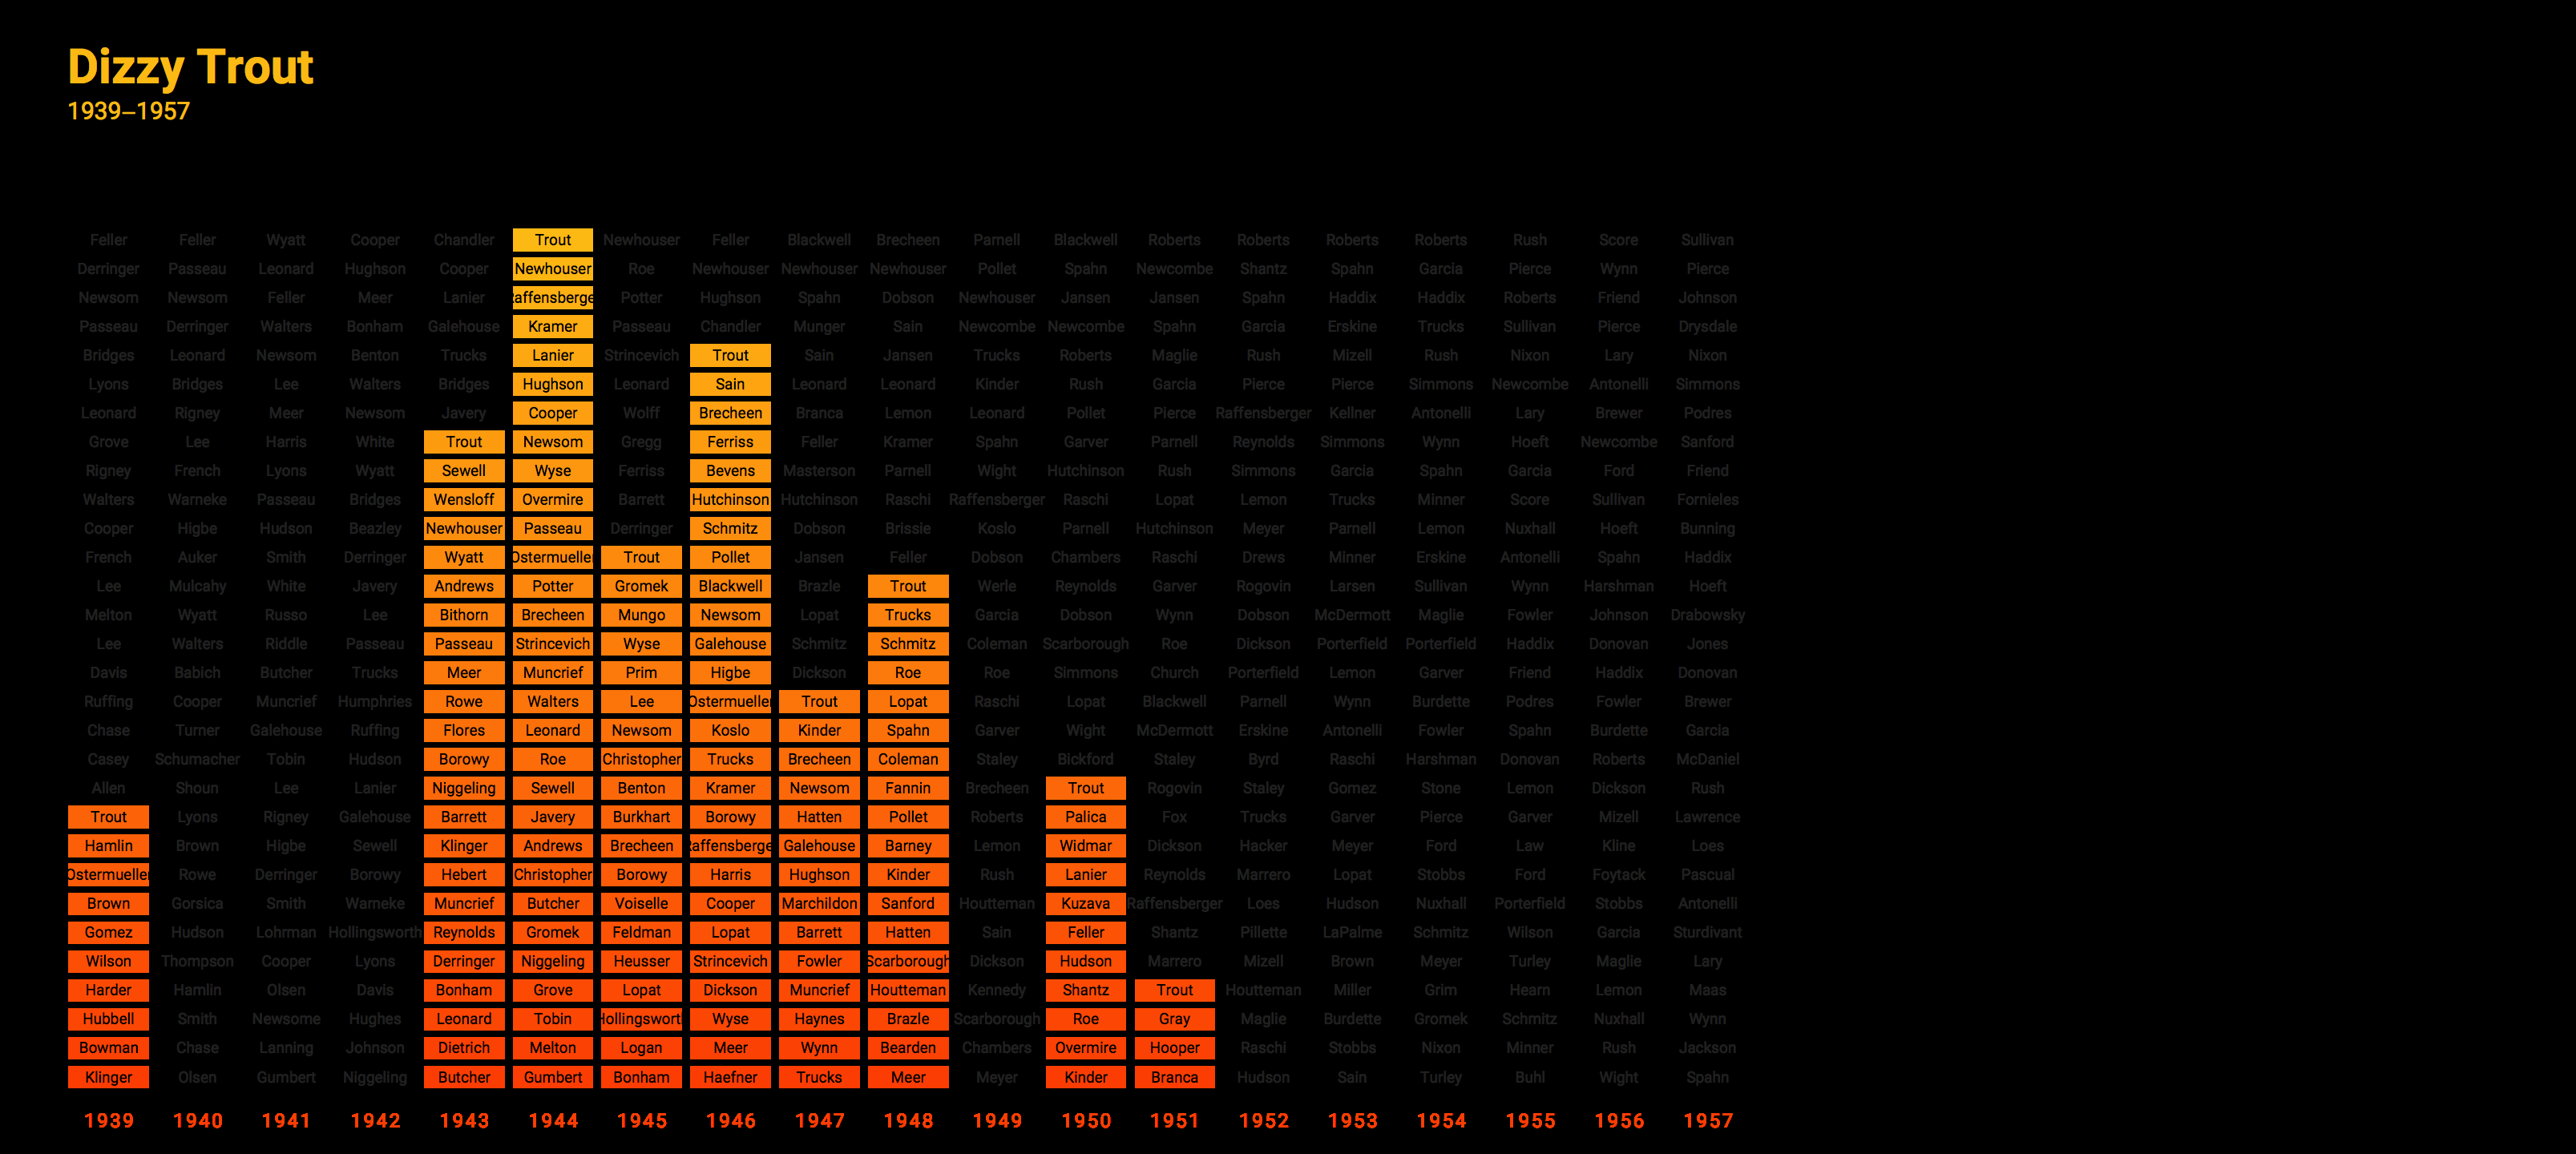 Dizzy Trout
1939–1957
Feller Feller Wyatt Cooper Chandler Trout Newhouser Feller Blackwell Brecheen Parnell Blackwell Roberts Roberts Roberts Roberts Rush Score Sullivan
Derringer Passeau Leonard Hughson Cooper Newhouser Roe Newhouser Newhouser Newhouser Pollet Spahn Newcombe Shantz Spahn Garcia Pierce Wynn Pierce
Newsom Newsom Feller Meer Lanier Raffensberge Potter Hughson Spahn Dobson Newhouser Jansen Jansen Spahn Haddix Haddix Roberts Friend Johnson
Passeau Derringer Walters Bonham Galehouse Kramer Passeau Chandler Munger Sain Newcombe Newcombe Spahn Garcia Erskine Trucks Sullivan Pierce Drysdale
Bridges Leonard Newsom Benton Trucks Lanier Strincevich Trout Sain Jansen Trucks Roberts Maglie Rush Mizell Rush Nixon Lary Nixon
Lyons Bridges Lee Walters Bridges Hughson Leonard Sain Leonard Leonard Kinder Rush Garcia Pierce Pierce Simmons Newcombe Antonelli Simmons
Leonard Rigney Meer Newsom Javery Cooper Wolff Brecheen Branca Lemon Leonard Pollet Pierce Raffensberger Kellner Antonelli Lary Brewer Podres
Grove Lee Harris White Trout Newsom Gregg Ferriss Feller Kramer Spahn Garver Parnell Reynolds Simmons Wynn Hoeft Newcombe Sanford
Rigney French Lyons Wyatt Sewell Wyse Ferriss Bevens Masterson Parnell Wight Hutchinson Rush Simmons Garcia Spahn Garcia Ford Friend
Walters Warneke Passeau Bridges Wensloff Overmire Barrett Hutchinson Hutchinson Raschi Raffensberger Raschi Lopat Lemon Trucks Minner Score Sullivan Fornieles
Cooper Higbe Hudson Beazley Newhouser Passeau Derringer Schmitz Dobson Brissie Koslo Parnell Hutchinson Meyer Parnell Lemon Nuxhall Hoeft Bunning
French Auker Smith Derringer Wyatt Ostermueller Trout Pollet Jansen Feller Dobson Chambers Raschi Drews Minner Erskine Antonelli Spahn Haddix
Lee Mulcahy White Javery Andrews Potter Gromek Blackwell Brazle Trout Werle Reynolds Garver Rogovin Larsen Sullivan Wynn Harshman Hoeft
Melton Wyatt Russo Lee Bithorn Brecheen Mungo Newsom Lopat Trucks Garcia Dobson Wynn Dobson McDermott Maglie Fowler Johnson Drabowsky
Lee Walters Riddle Passeau Passeau Strincevich Wyse Galehouse Schmitz Schmitz Coleman Scarborough Roe Dickson Porterfield Porterfield Haddix Donovan Jones
Davis Babich Butcher Trucks Meer Muncrief Prim Higbe Dickson Roe Roe Simmons Church Porterfield Lemon Garver Friend Haddix Donovan
Ruffing Cooper Muncrief Humphries Rowe Walters Lee Ostermueller Trout Lopat Raschi Lopat Blackwell Parnell Wynn Burdette Podres Fowler Brewer
Chase Turner Galehouse Ruffing Flores Leonard Newsom Koslo Kinder Spahn Garver Wight McDermott Erskine Antonelli Fowler Spahn Burdette Garcia
Casey Schumacher Tobin Hudson Borowy Roe Christopher Trucks Brecheen Coleman Staley Bickford Staley Byrd Raschi Harshman Donovan Roberts McDaniel
Allen Shoun Lee Lanier Niggeling Sewell Benton Kramer Newsom Fannin Brecheen Trout Rogovin Staley Gomez Stone Lemon Dickson Rush
Trout Lyons Rigney Galehouse Barrett Javery Burkhart Borowy Hatten Pollet Roberts Palica Fox Trucks Garver Pierce Garver Mizell Lawrence
Hamlin Brown Higbe Sewell Klinger Andrews Brecheen Raffensberge Galehouse Barney Lemon Widmar Dickson Hacker Meyer Ford Law Kline Loes
Ostermueller Rowe Derringer Borowy Hebert Christopher Borowy Harris Hughson Kinder Rush Lanier Reynolds Marrero Lopat Stobbs Ford Foytack Pascual
Brown Gorsica Smith Warneke Muncrief Butcher Voiselle Cooper Marchildon Sanford Houtteman Kuzava Raffensberger Loes Hudson Nuxhall Porterfield Stobbs Antonelli
Gomez Hudson Lohrman Hollingsworth Reynolds Gromek Feldman Lopat Barrett Hatten Sain Feller Shantz Pillette LaPalme Schmitz Wilson Garcia Sturdivant
Wilson Thompson Cooper Lyons Derringer Niggeling Heusser Strincevich Fowler Scarborough Dickson Hudson Marrero Mizell Brown Meyer Turley Maglie Lary
Harder Hamlin Olsen Davis Bonham Grove Lopat Dickson Muncrief Houtteman Kennedy Shantz Trout Houtteman Miller Grim Hearn Lemon Maas
Hubbell Smith Newsome Hughes Leonard Tobin Hollingswort Wyse Haynes Brazle Scarborough Roe Gray Maglie Burdette Gromek Schmitz Nuxhall Wynn
Bowman Chase Lanning Johnson Dietrich Melton Logan Meer Wynn Bearden Chambers Overmire Hooper Raschi Stobbs Nixon Minner Rush Jackson
Klinger Olsen Gumbert Niggeling Butcher Gumbert Bonham Haefner Trucks Meer Meyer Kinder Branca Hudson Sain Turley Buhl Wight Spahn
1939 1940 1941 1942 1943 1944 1945 1946 1947 1948 1949 1950 1951 1952 1953 1954 1955 1956 1957